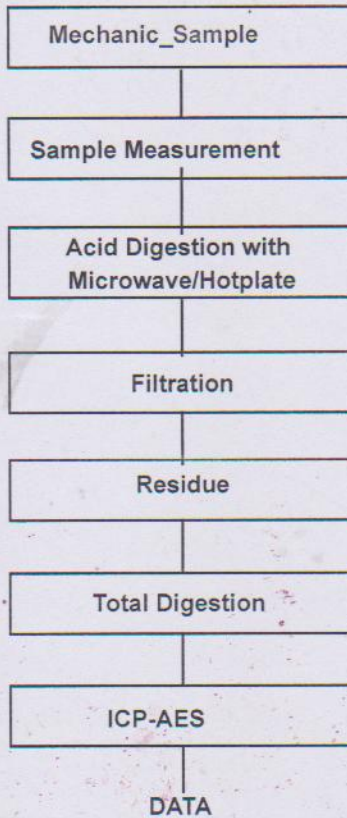 Mechanic_Sample
Sample Measurement
Acid Digestion with
Microwave/Hotplate
Filtration
Residue
Total Digestion
ICP-AES
DATA